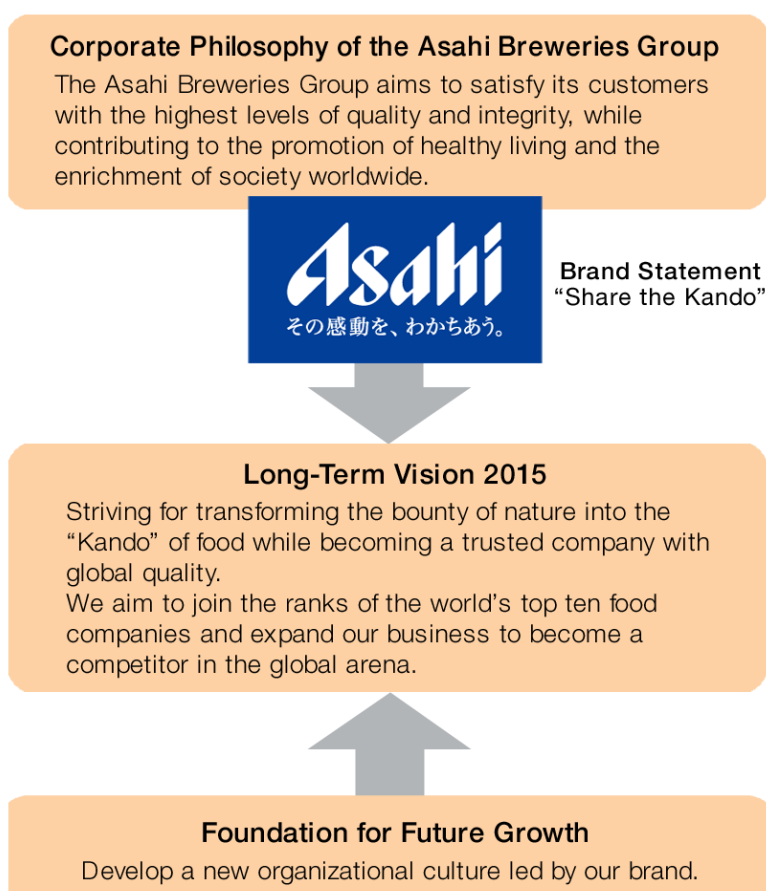 Corporate Philosophy of the Asahi Breweries Group
The Asahi Breweries Group aims to satisfy its customers
with the highest levels of quality and integrity, while
contributing to the promotion of healthy living and the
enrichment of society worldwide.
Asahi
その感動を、わかちあう。
Brand Statement
“Share the Kando”
Long-Term Vision 2015
Striving for transforming the bounty of nature into the
“Kando” of food while becoming a trusted company with
global quality.
We aim to join the ranks of the world’s top ten food
companies and expand our business to become a
competitor in the global arena.
Foundation for Future Growth
Develop a new organizational culture led by our brand.